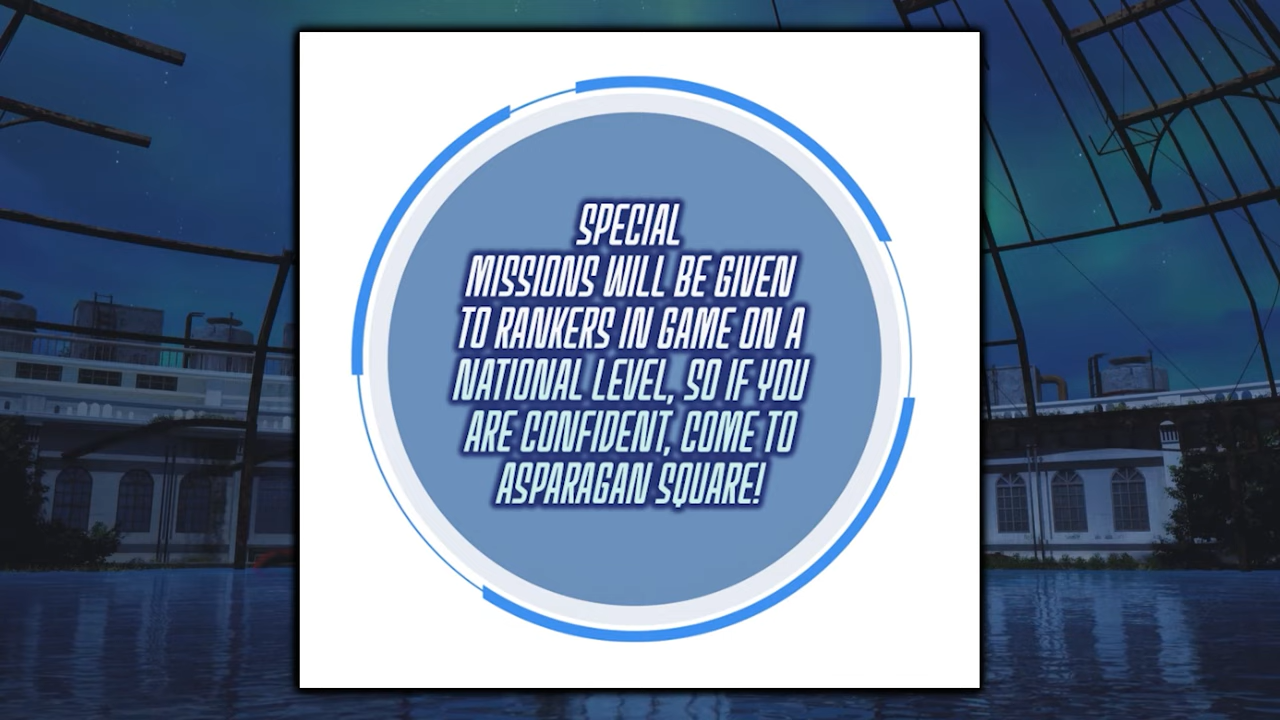 SPECIAL
MISSIONS WILL BE GIVEN
TO RANKERS IN GAME ON A
NATIONAL LEVEL, SO IF YOU
ARE CONFIDENT, COME TO
ASPARAGAN SQUARE!